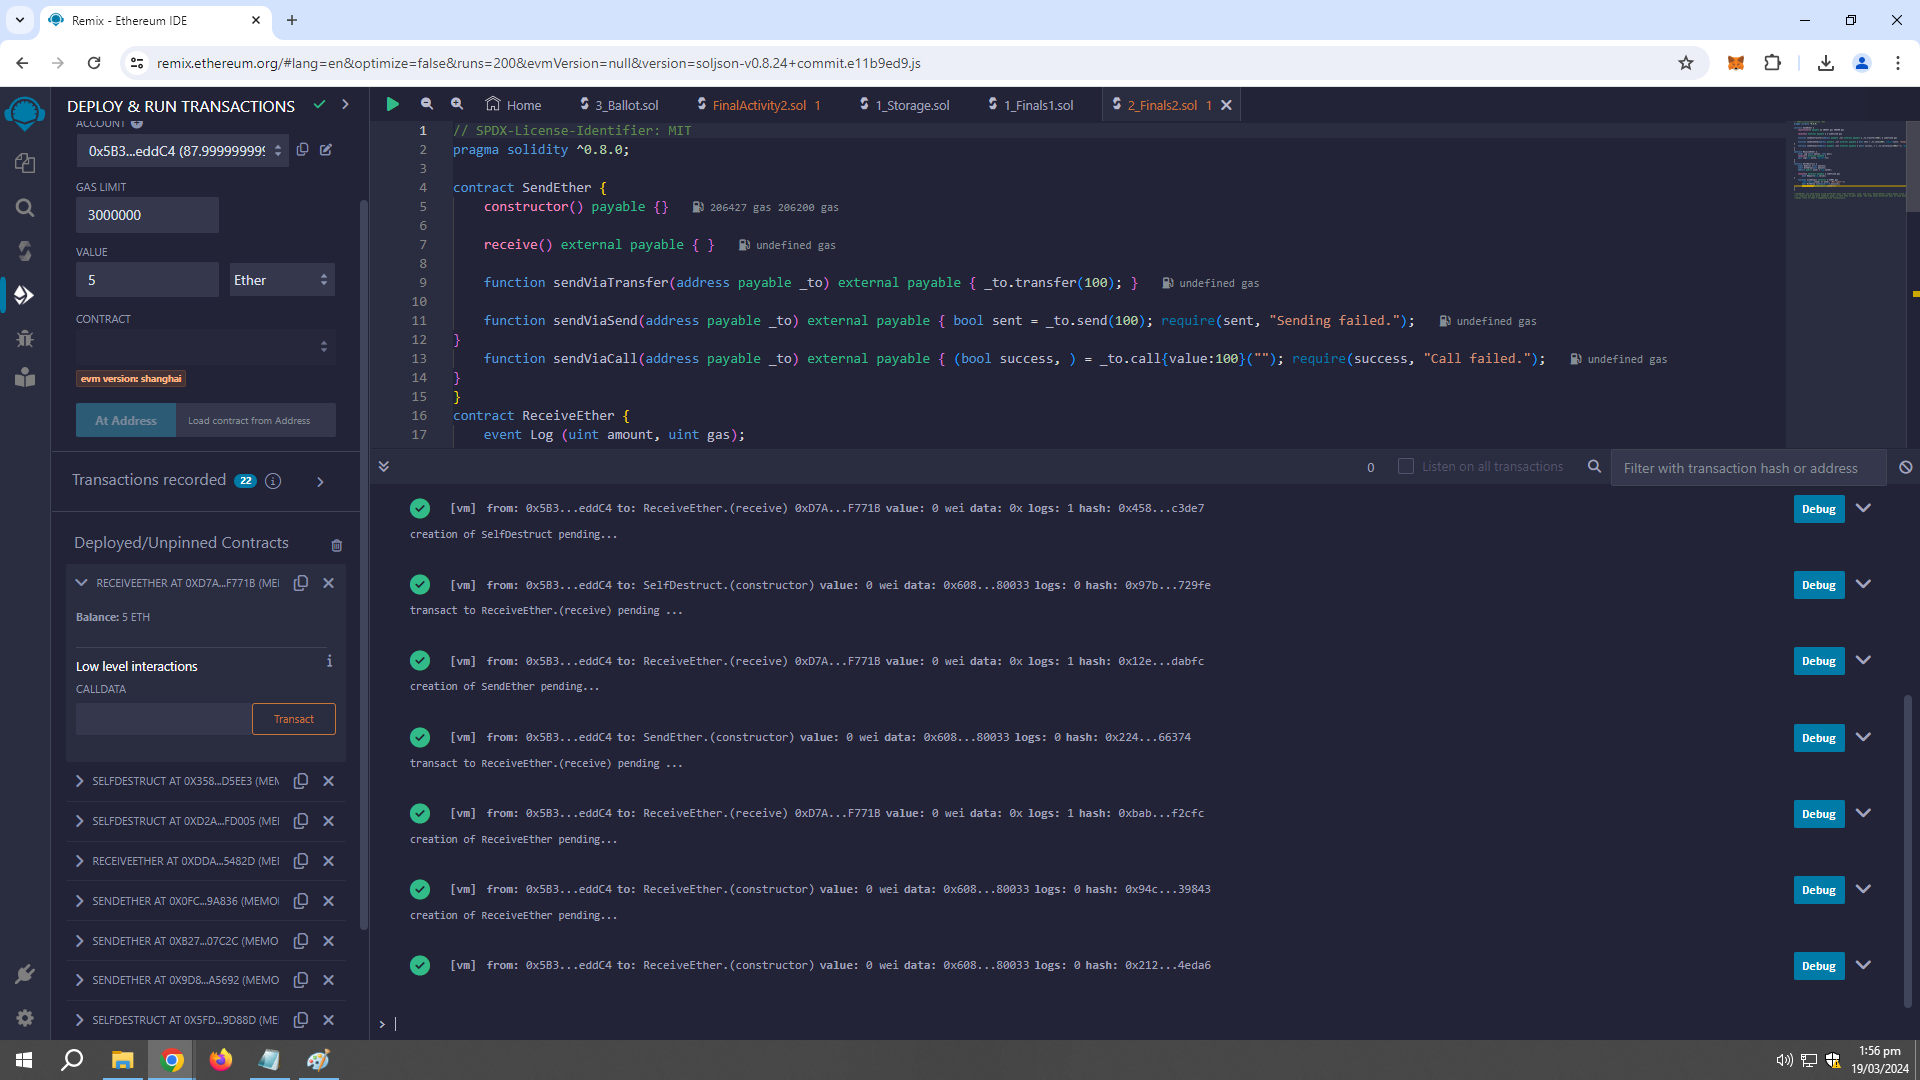 Remix - Ethereum IDE
remix.ethereum.org/#lang=en&optimize=false&runs=200&evmVersion=null&version=soljson-v0.8.24+commit.e11b9ed9.js
DEPLOY & RUN TRANSACTIONS
ACCOUNT
0x5B3...eddC4 (87.999999999
GAS LIMIT
3000000
VALUE
5
Ether
CONTRACT
evm version: shanghai
At Address
Load contract from Address
Transactions recorded 22 i
Deployed/Unpinned Contracts
RECEIVEETHER AT 0XD7A...F771B (MEI
Balance: 5 ETH
Low level interactions
i
CALLDATA
Transact
SELFDESTRUCT AT 0X358...D5EE3 (MEM
SELFDESTRUCT AT 0XD2A...FD005 (MEI
RECEIVEETHER AT 0XDDA...5482D (MEI
SENDETHER AT 0X0FC...9A836 (MEMOI
SENDETHER AT 0XB27...07C2C (MEMO
SENDETHER AT 0X9D8...A5692 (MEMO
SELFDESTRUCT AT 0X5FD...9D88D (ME
Home
3_Ballot.sol
FinalActivity2.sol 1
1_Storage.sol
1_Finals1.sol
2_Finals2.sol 1
1 // SPDX-License-Identifier: MIT
2 pragma solidity ^0.8.0;
3
4 contract SendEther {
5 constructor() payable {} 206427 gas 206200 gas
6
7 receive() external payable { } undefined gas
8
9 function sendViaTransfer(address payable _to) external payable { _to.transfer(100); } undefined gas
10
11 function sendViaSend(address payable _to) external payable { bool sent = _to.send(100); require(sent, "Sending failed."); undefined gas
12 }
13 function sendViaCall(address payable _to) external payable { (bool success, ) = _to.call{value:100}(""); require(success, "Call failed."); undefined gas
14 }
15 }
16 contract ReceiveEther {
17 event Log (uint amount, uint gas);
0
Listen on all transactions
Filter with transaction hash or address
[vm] from: 0x5B3...eddC4 to: ReceiveEther.(receive) 0xD7A...F771B value: 0 wei data: 0x logs: 1 hash: 0x458...c3de7
Debug
creation of SelfDestruct pending...
[vm] from: 0x5B3...eddC4 to: SelfDestruct.(constructor) value: 0 wei data: 0x608...80033 logs: 0 hash: 0x97b...729fe
Debug
transact to ReceiveEther.(receive) pending ...
[vm] from: 0x5B3...eddC4 to: ReceiveEther.(receive) 0xD7A...F771B value: 0 wei data: 0x logs: 1 hash: 0x12e...dabfc
Debug
creation of SendEther pending...
[vm] from: 0x5B3...eddC4 to: SendEther.(constructor) value: 0 wei data: 0x608...80033 logs: 0 hash: 0x224...66374
Debug
transact to ReceiveEther.(receive) pending ...
[vm] from: 0x5B3...eddC4 to: ReceiveEther.(receive) 0xD7A...F771B value: 0 wei data: 0x logs: 1 hash: 0xbab...f2cfc
Debug
creation of ReceiveEther pending...
[vm] from: 0x5B3...eddC4 to: ReceiveEther.(constructor) value: 0 wei data: 0x608...80033 logs: 0 hash: 0x94c...39843
Debug
creation of ReceiveEther pending...
[vm] from: 0x5B3...eddC4 to: ReceiveEther.(constructor) value: 0 wei data: 0x608...80033 logs: 0 hash: 0x212...4eda6
Debug
>
1:56 pm
19/03/2024